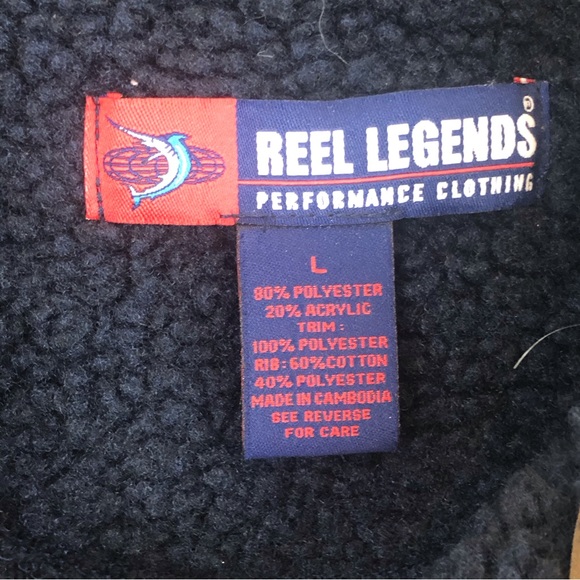 REEL LEGENDS®
PERFORMANCE CLOTHING
L
80% POLYESTER
20% ACRYLIC
TRIM:
100% POLYESTER
RIB: 60%COTTON
40% POLYESTER
MADE IN CAMBODIA
SEE REVERSE
FOR CARE